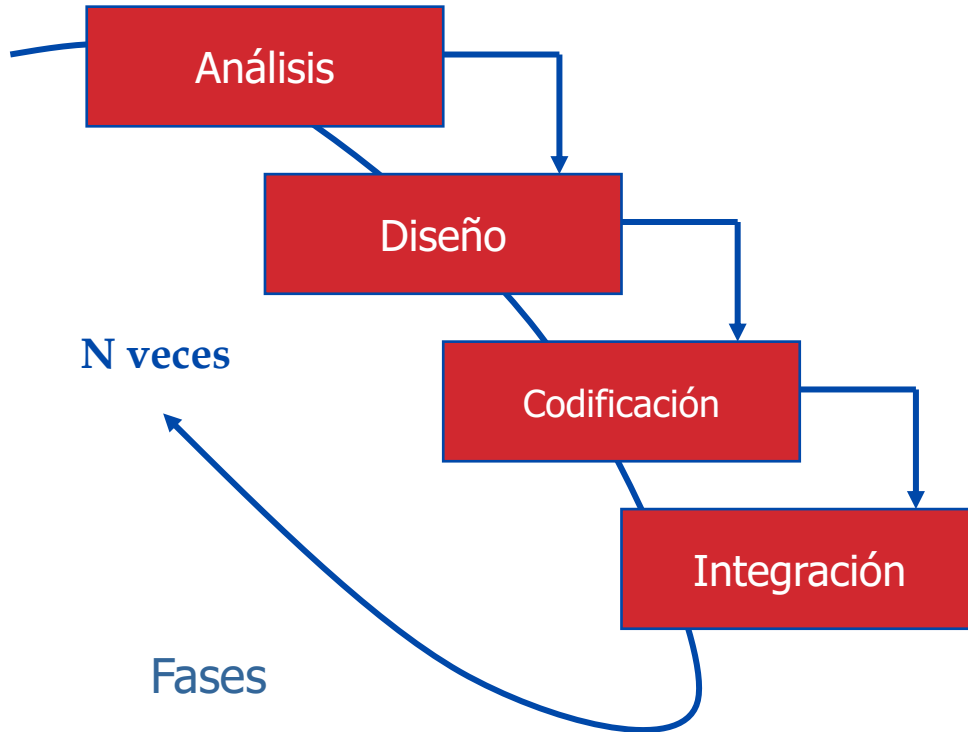 Análisis
Diseño
N veces
Codificación
Integración
Fases